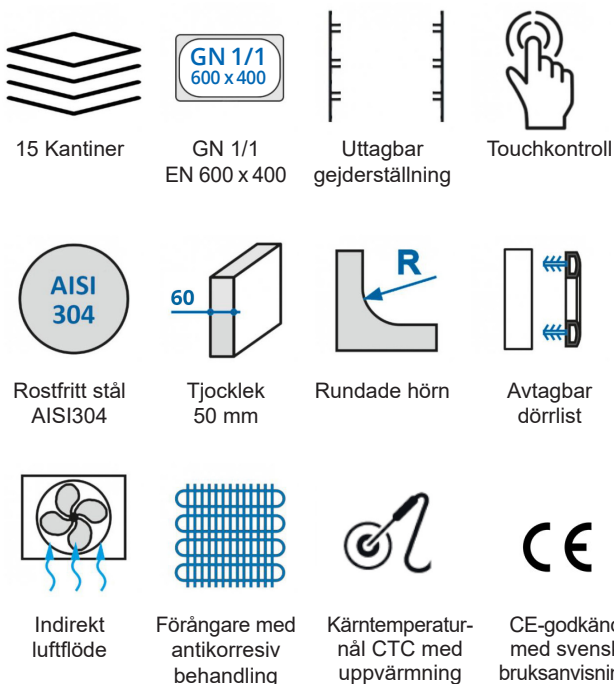 GN 1/1
600 x 400
15 Kantiner
GN 1/1
EN 600 x 400
Uttagbar
gejderställning
Touchkontroll
AISI
304
60
R
Rostfritt stål
AISI304
Tjocklek
50 mm
Rundade hörn
Avtagbar
dörrlist
CE
Indirekt
luftflöde
Förångare med
antikorresiv
behandling
Kärntemperatur-
nål CTC med
uppvärmning
CE-godkänd
med svensk
bruksanvisnin